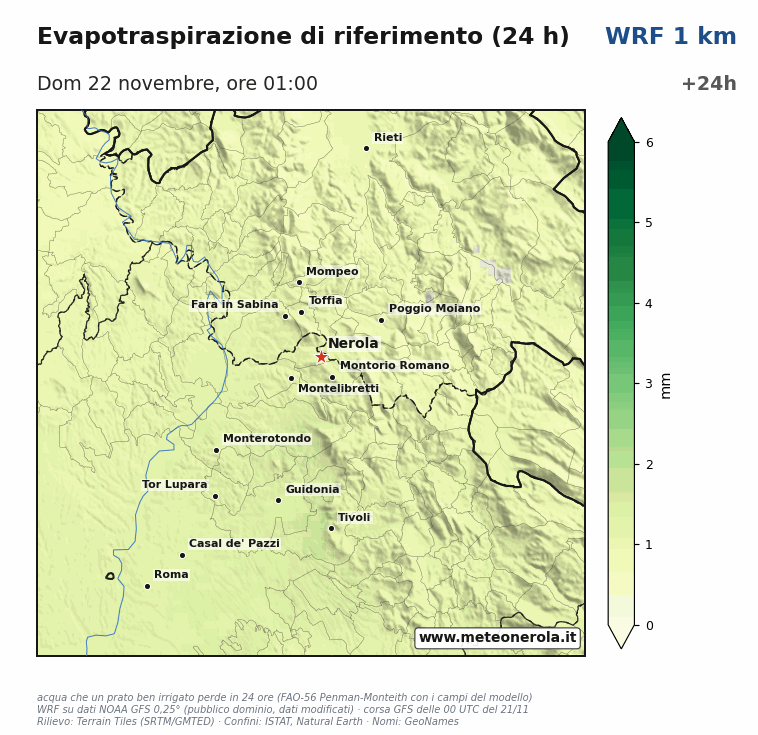 Evapotraspirazione di riferimento (24 h) WRF 1 km
Dom 22 novembre, ore 01:00 +24h
Rieti
Mompeo
Toffia
Fara in Sabina
Poggio Moiano
Nerola
Montorio Romano
Montelibretti
Monterotondo
Tor Lupara
Guidonia
Tivoli
Casal de' Pazzi
Roma
www.meteonerola.it
6
5
4
3
2
1
0
mm
acqua che un prato ben irrigato perde in 24 ore (FAO-56 Penman-Monteith con i campi del modello)
WRF su dati NOAA GFS 0,25° (pubblico dominio, dati modificati) · corsa GFS delle 00 UTC del 21/11
Rilievo: Terrain Tiles (SRTM/GMTED) · Confini: ISTAT, Natural Earth · Nomi: GeoNames